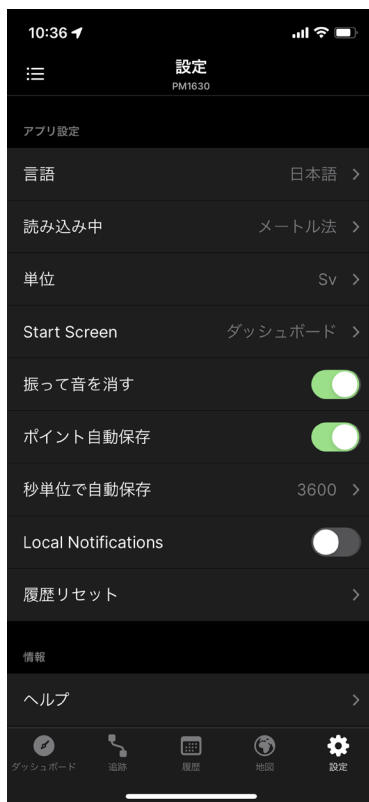 10:36
設定
PM1630
アプリ設定
言語 日本語
読み込み中 メートル法
単位 Sv
Start Screen ダッシュボード
振って音を消す
ポイント自動保存
秒単位で自動保存 3600
Local Notifications
履歴リセット
情報
ヘルプ
ダッシュボード 追跡 履歴 地図 設定